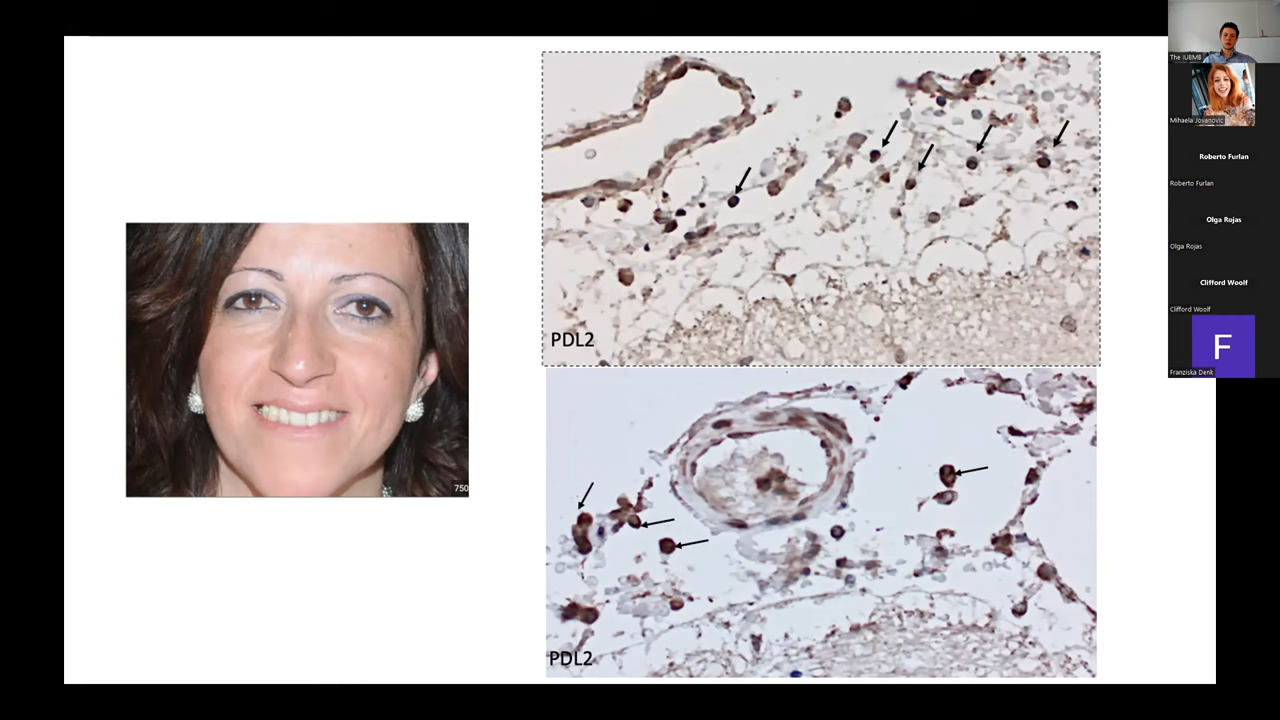 PDL2
750
PDL2
The IUBMB
Mihaela Jovanovic
Roberto Furlan
Roberto Furlan
Olga Rojas
Olga Rojas
Clifford Woolf
Clifford Woolf
F
Franziska Denk